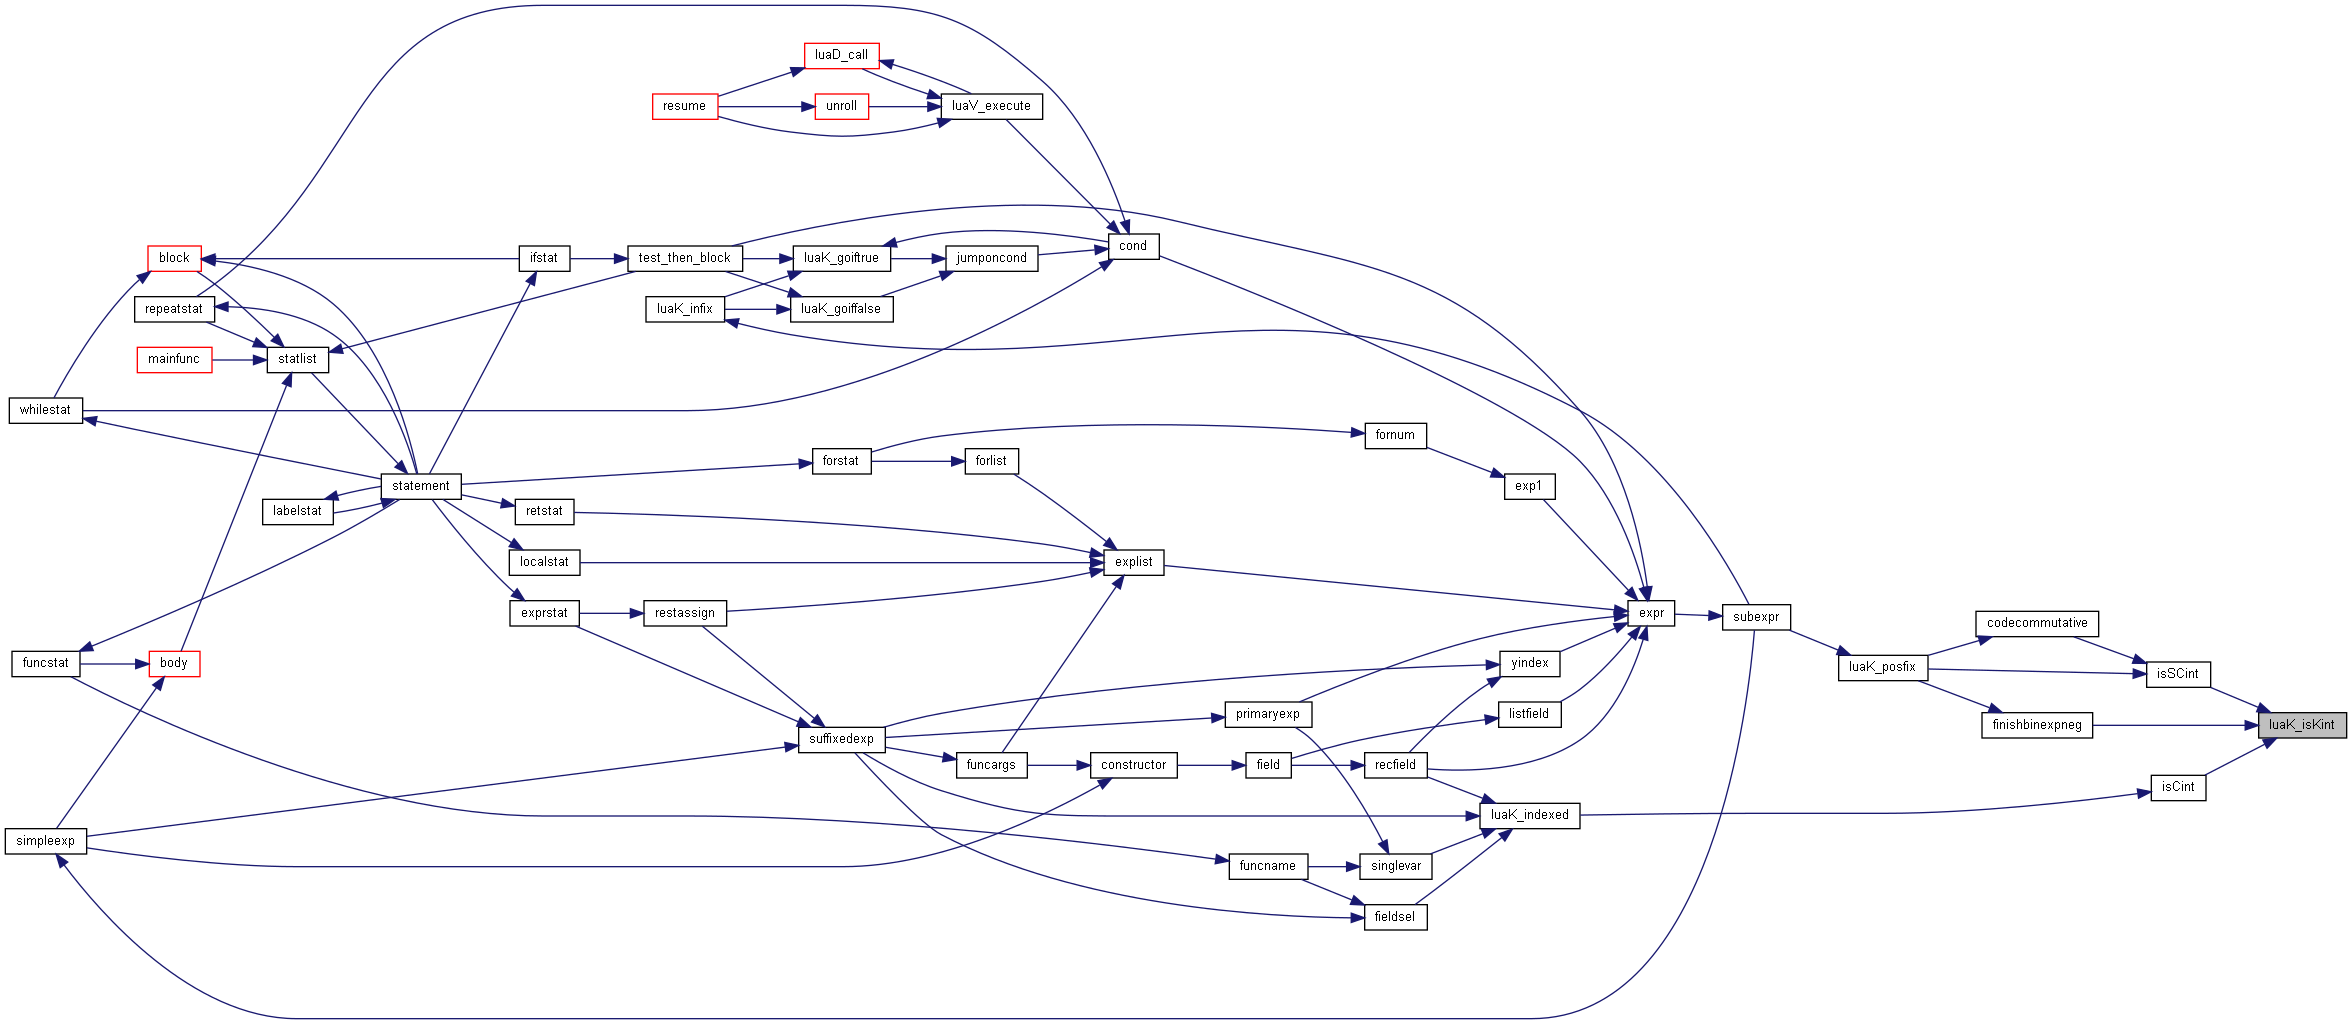 luaD_call
resume
unroll
luaV_execute
block
ifstat
test_then_block
luaK_goiftrue
jumponcond
cond
repeatstat
luaK_infix
luaK_goiffalse
mainfunc
statlist
whilestat
forstat
forlist
fornum
statement
exp1
labelstat
retstat
localstat
explist
exprstat
restassign
expr
subexpr
codecommutative
funcstat
body
yindex
luaK_posfix
isSCint
primaryexp
listfield
finishbinexpneg
luaK_isKint
suffixedexp
funcargs
constructor
field
recfield
isCint
luaK_indexed
simpleexp
funcname
singlevar
fieldsel